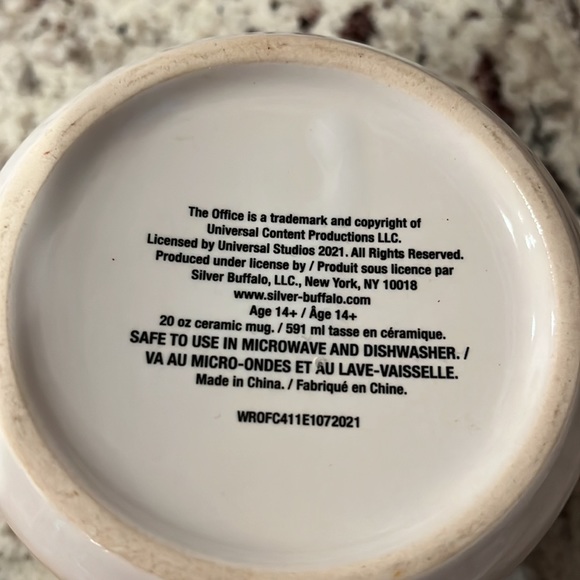 The Office is a trademark and copyright of
Universal Content Productions LLC.
Licensed by Universal Studios 2021. All Rights Reserved.
Produced under license by / Produit sous licence par
Silver Buffalo, LLC., New York, NY 10018
www.silver-buffalo.com
Age 14+ / Âge 14+
20 oz ceramic mug. / 591 ml tasse en céramique.
SAFE TO USE IN MICROWAVE AND DISHWASHER. /
VA AU MICRO-ONDES ET AU LAVE-VAISSELLE.
Made in China. / Fabriqué en Chine.
WROFC411E1072021